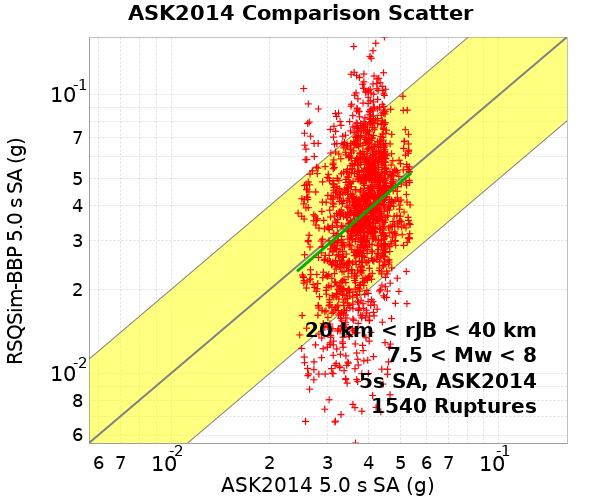 ASK2014 Comparison Scatter
RSQSim-BBP 5.0 s SA (g)
10-1
7
5
4
3
2
10-2
8
6
20 km < rJB < 40 km
7.5 < Mw < 8
5s SA, ASK2014
1540 Ruptures
6 7 10-2 2 3 4 5 6 7 10-1
ASK2014 5.0 s SA (g)